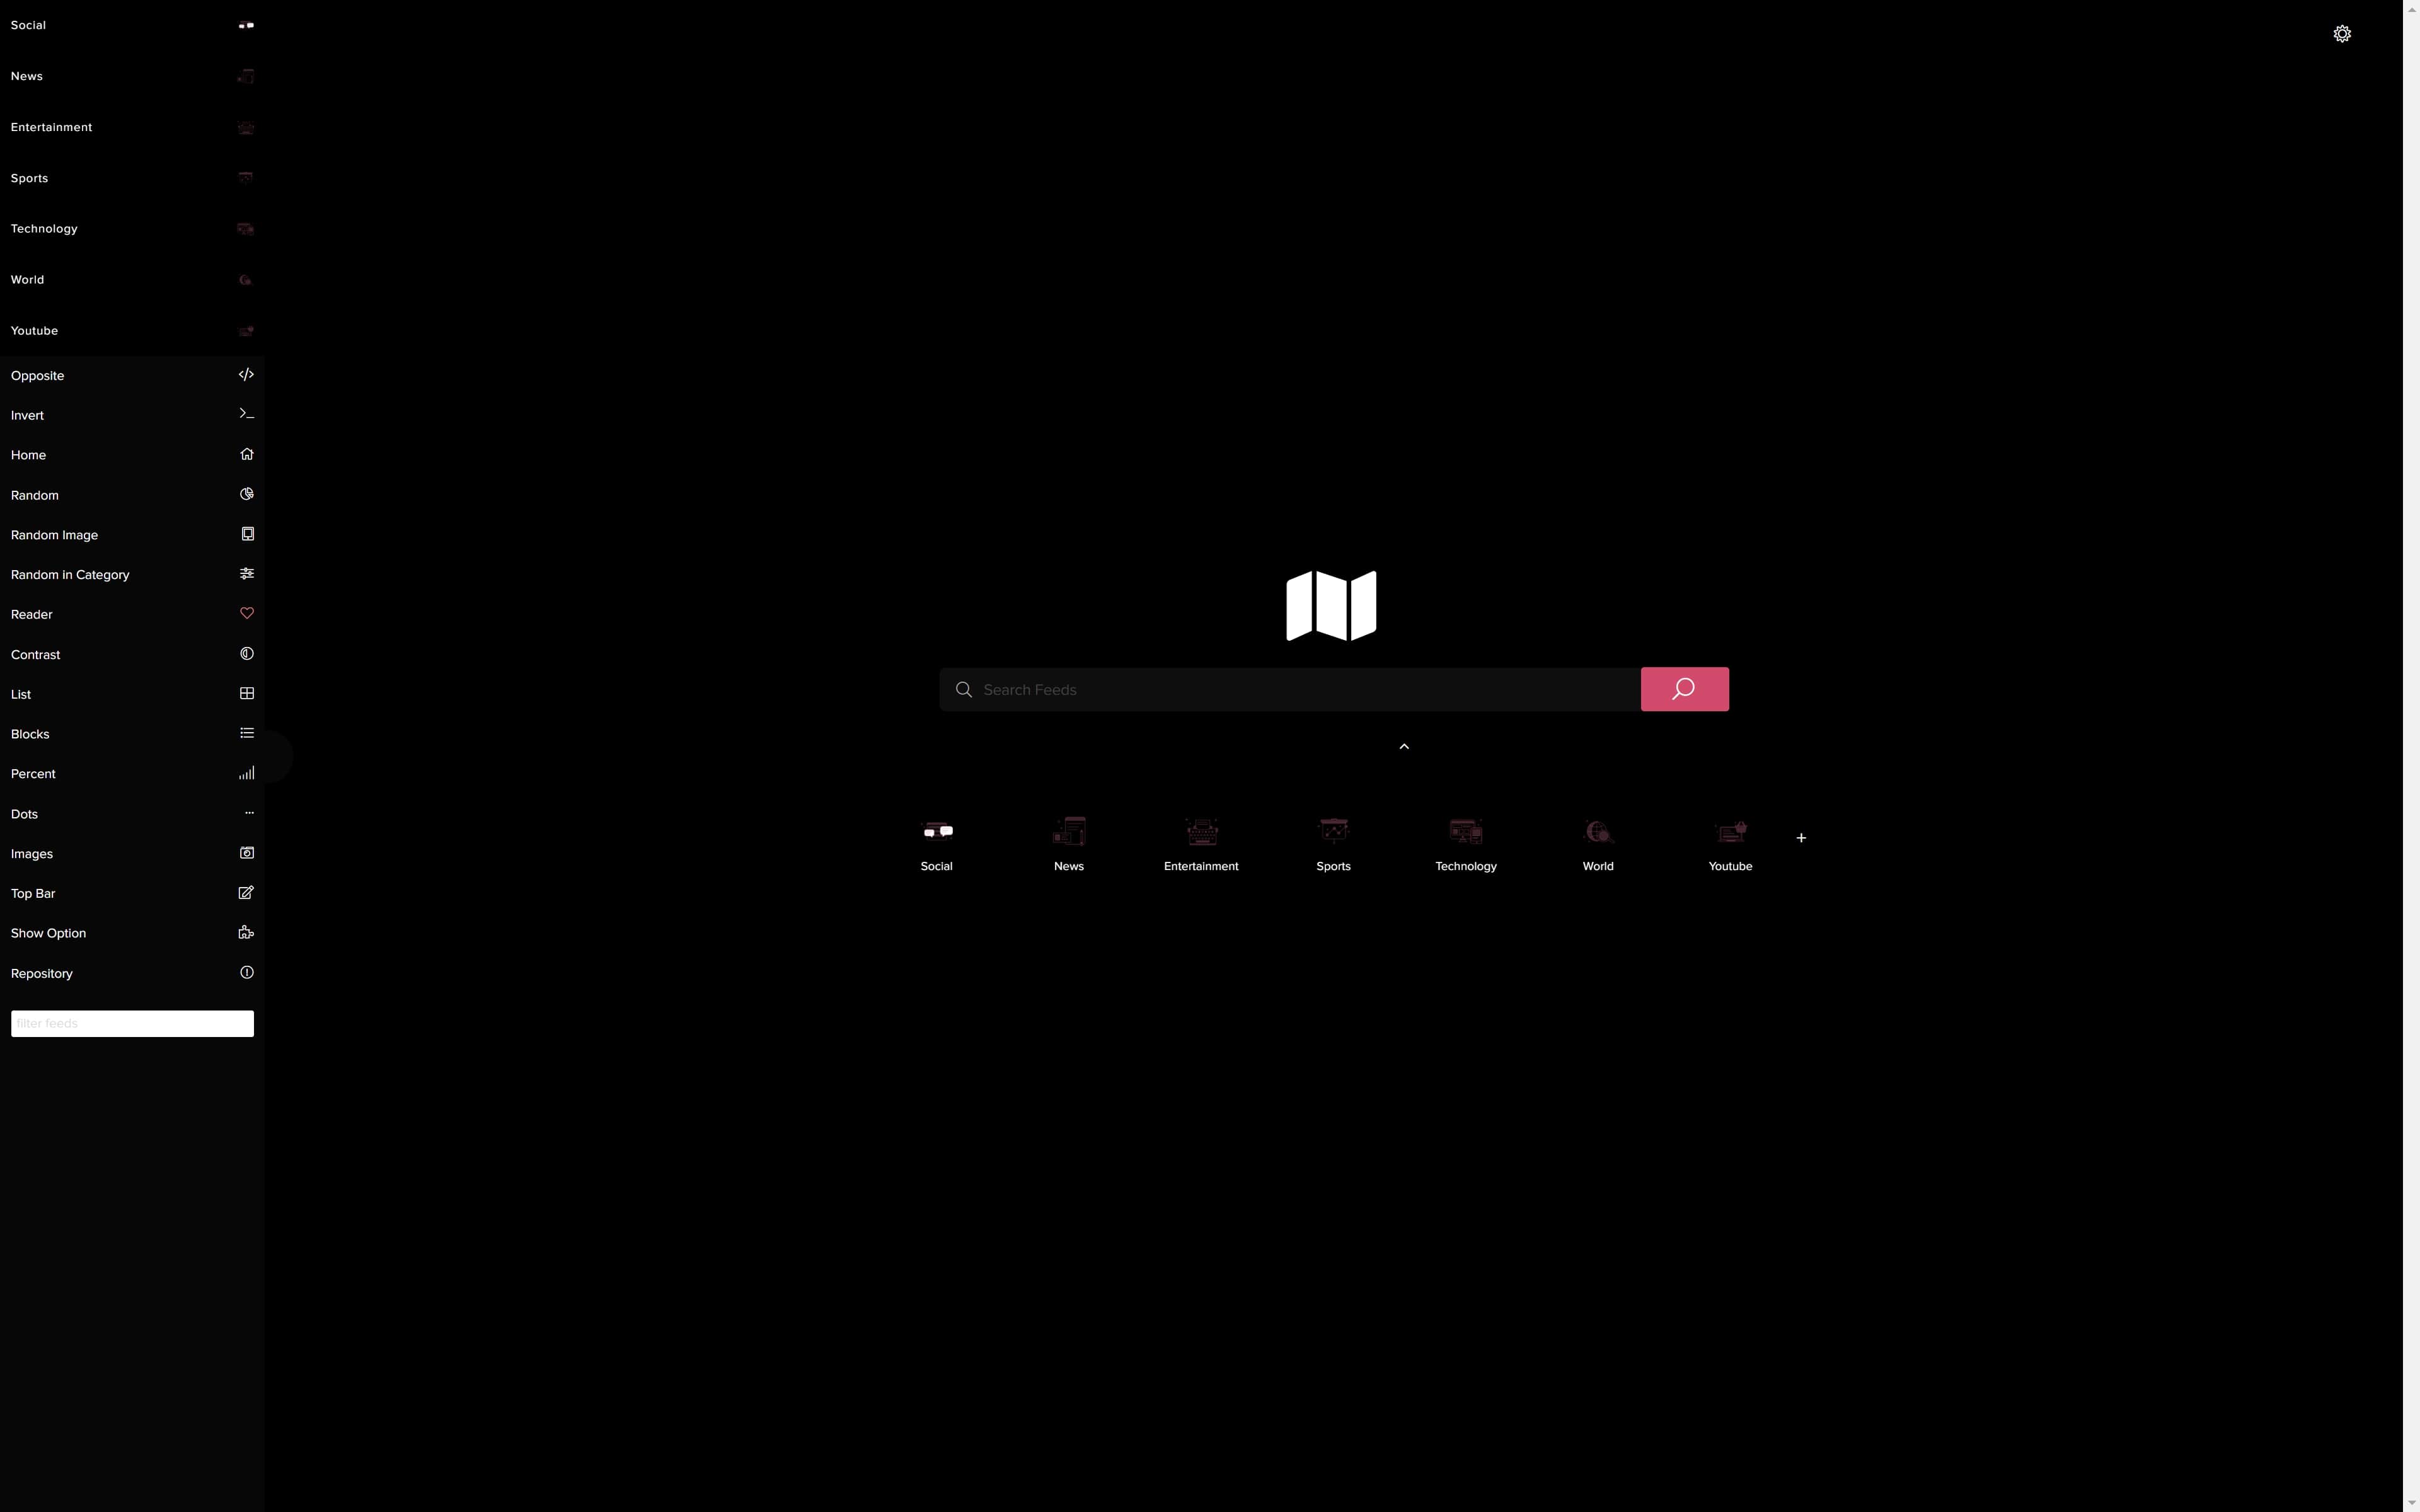 Social
News
Entertainment
Sports
Technology
World
Youtube
Opposite
Invert
Home
Random
Random Image
Random in Category
Reader
Contrast
List
Blocks
Percent
Dots
Images
Top Bar
Show Option
Repository
filter feeds
Search Feeds
Social News Entertainment Sports Technology World Youtube